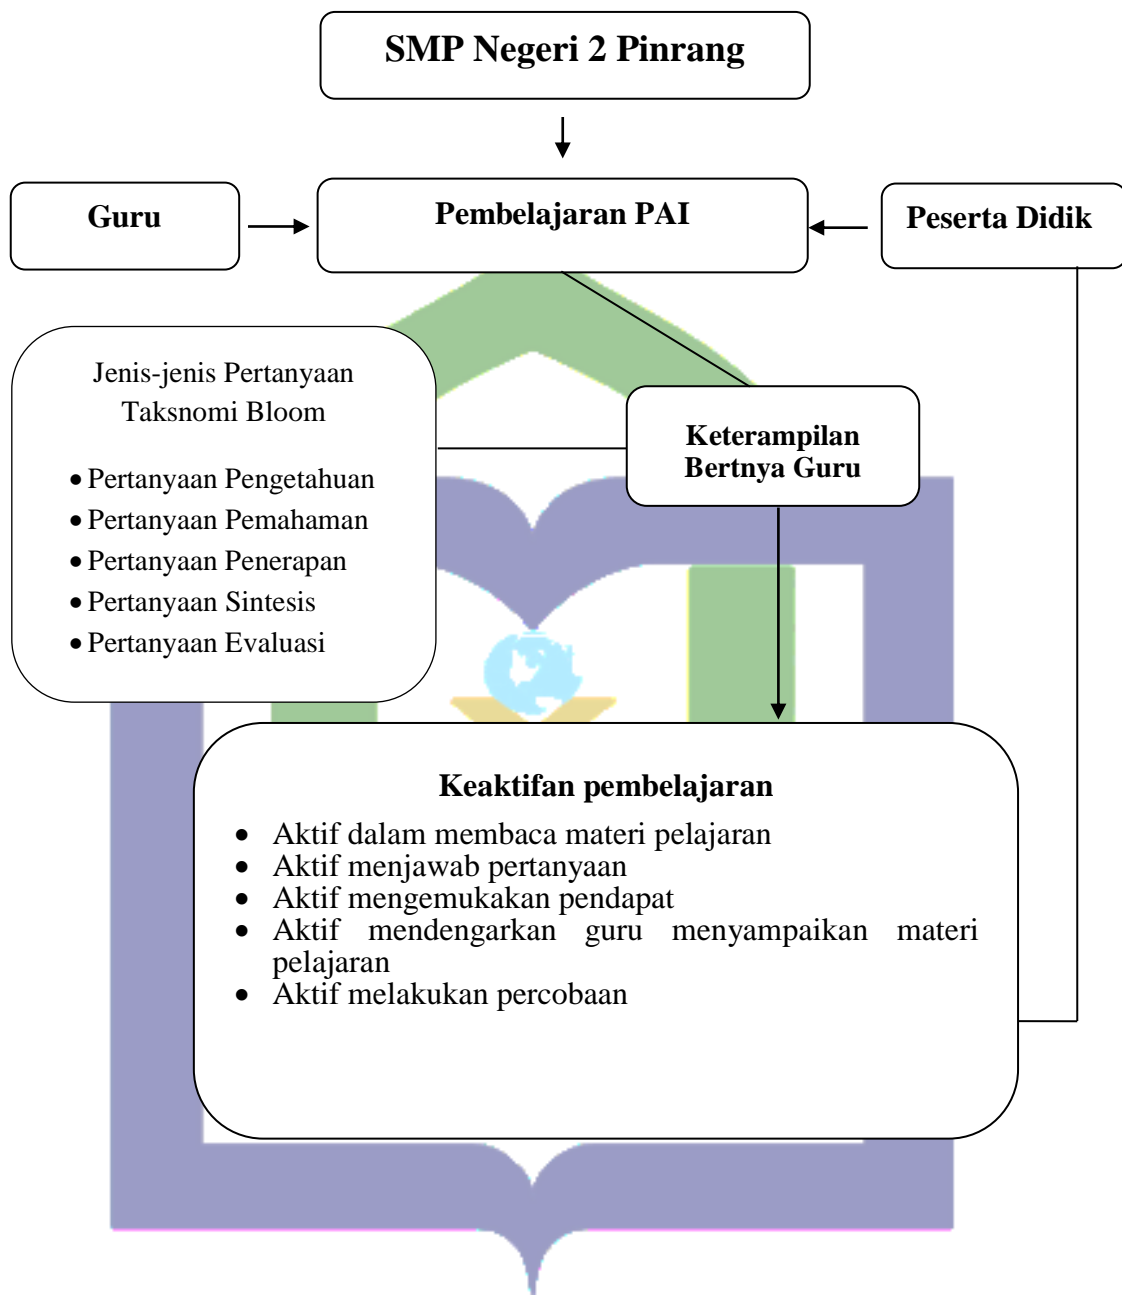 SMP Negeri 2 Pinrang
Guru
Pembelajaran PAI
Peserta Didik
Jenis-jenis Pertanyaan
Taksnomi Bloom
• Pertanyaan Pengetahuan
• Pertanyaan Pemahaman
• Pertanyaan Penerapan
• Pertanyaan Sintesis
• Pertanyaan Evaluasi
Keterampilan
Bertnya Guru
Keaktifan pembelajaran
• Aktif dalam membaca materi pelajaran
• Aktif menjawab pertanyaan
• Aktif mengemukakan pendapat
• Aktif mendengarkan guru menyampaikan materi
pelajaran
• Aktif melakukan percobaan